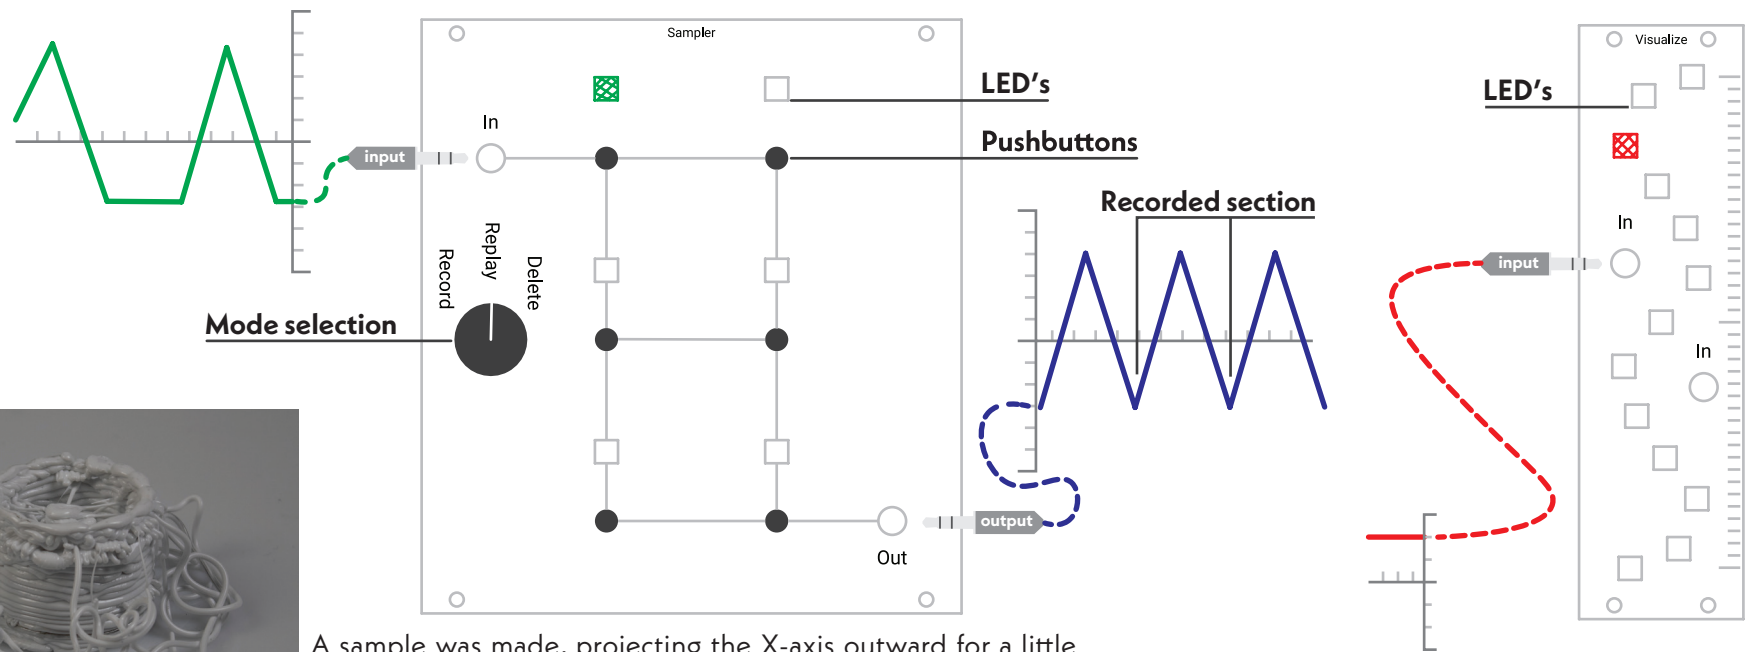 Sampler
LED's
Pushbuttons
In
input
Record
Replay
Delete
Mode selection
Recorded section
output
Out
Visualize
LED's
In
input
In
A sample was made, projecting the X-axis outward for a little